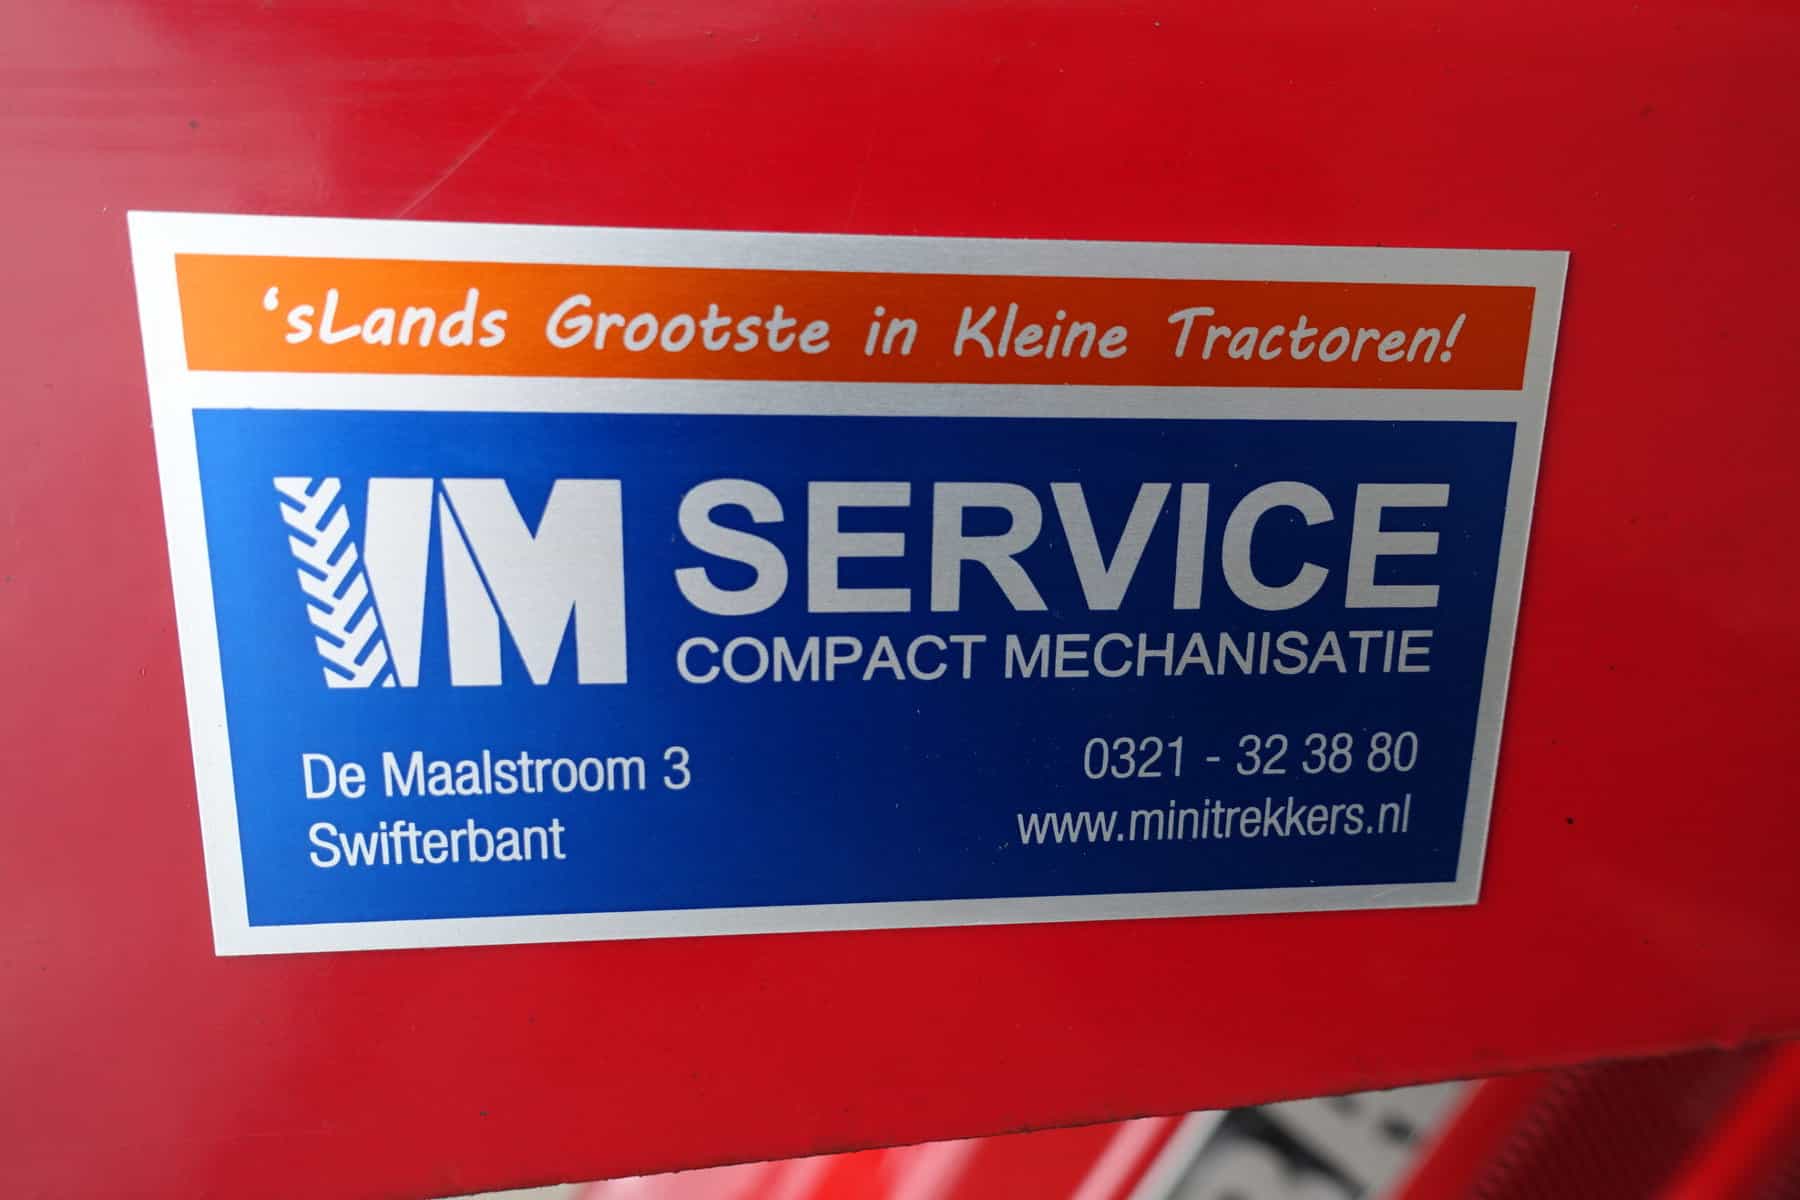 ‘sLands Grootste in Kleine Tractoren!
VM SERVICE
COMPACT MECHANISATIE
De Maalstroom 3
Swifterbant
0321 - 32 38 80
www.minitrekkers.nl